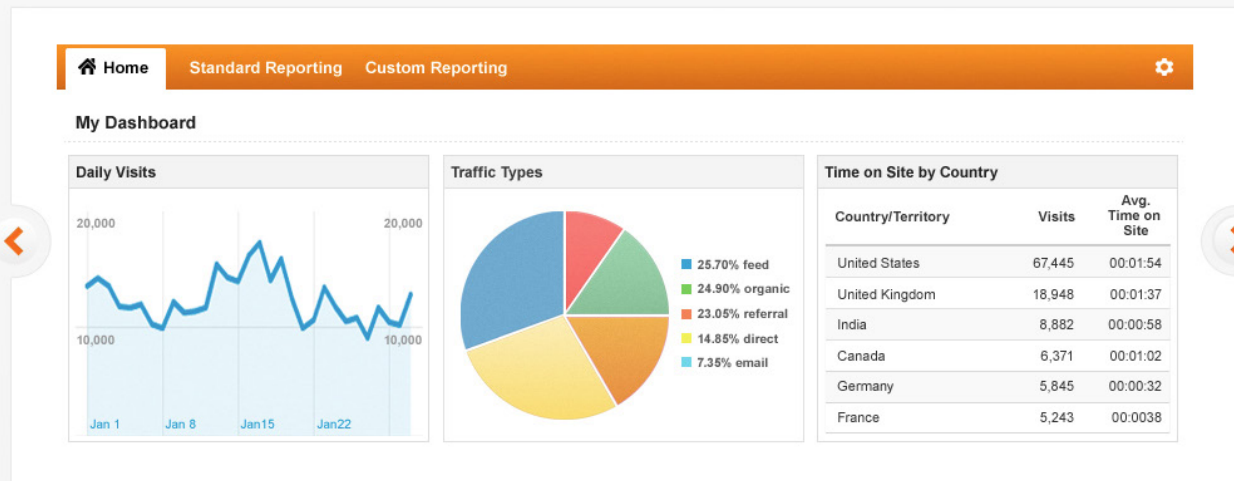 Home Standard Reporting Custom Reporting
My Dashboard
Daily Visits
20,000 20,000
10,000 10,000
Jan 1 Jan 8 Jan15 Jan22
Traffic Types
25.70% feed
24.90% organic
23.05% referral
14.85% direct
7.35% email
Time on Site by Country
Country/Territory Visits Avg. Time on Site
United States 67,445 00:01:54
United Kingdom 18,948 00:01:37
India 8,882 00:00:58
Canada 6,371 00:01:02
Germany 5,845 00:00:32
France 5,243 00:0038